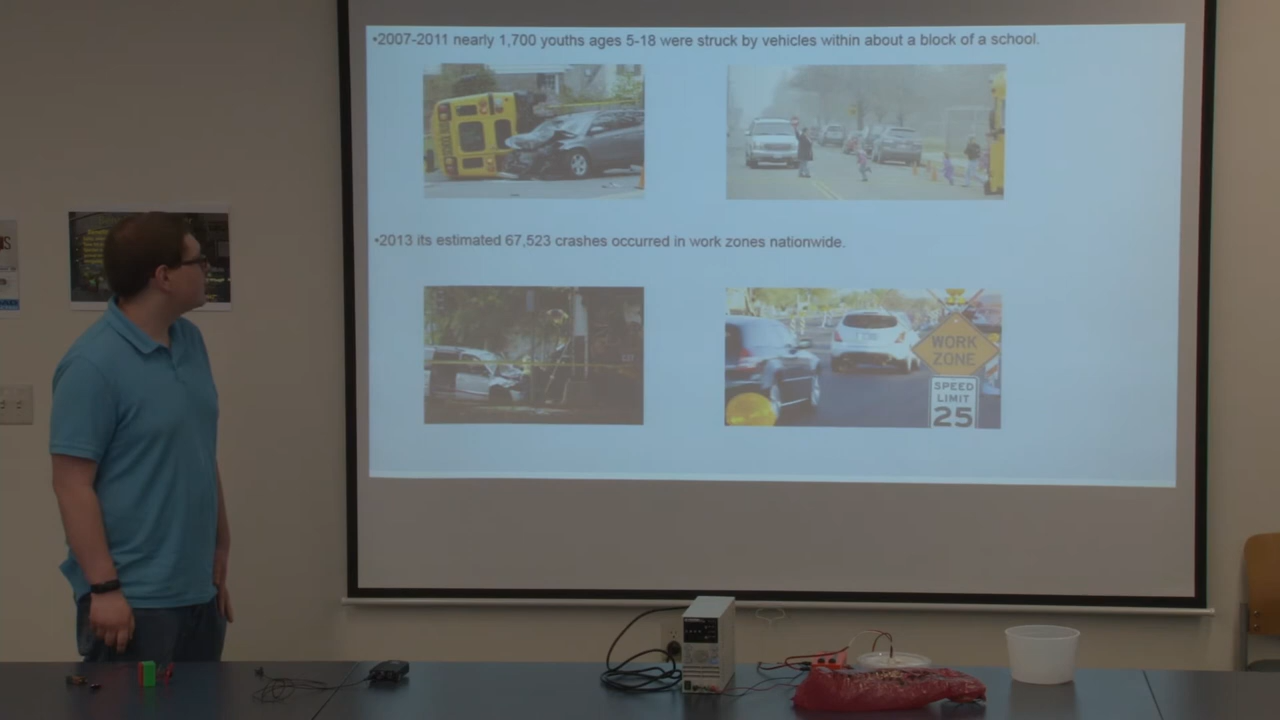 •2007-2011 nearly 1,700 youths ages 5-18 were struck by vehicles within about a block of a school.
•2013 its estimated 67,523 crashes occurred in work zones nationwide.
WORK
ZONE
SPEED
LIMIT
25